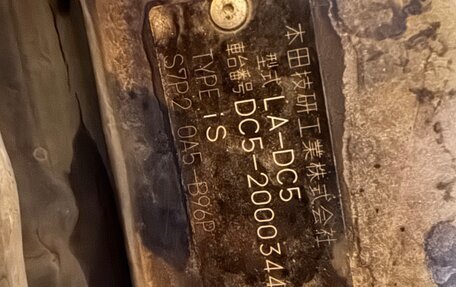 本田技研工業株式会社
型式 LA-DC5
車台番号 DC5-2000344
TYPE iS
S7P2 0A5-B96P